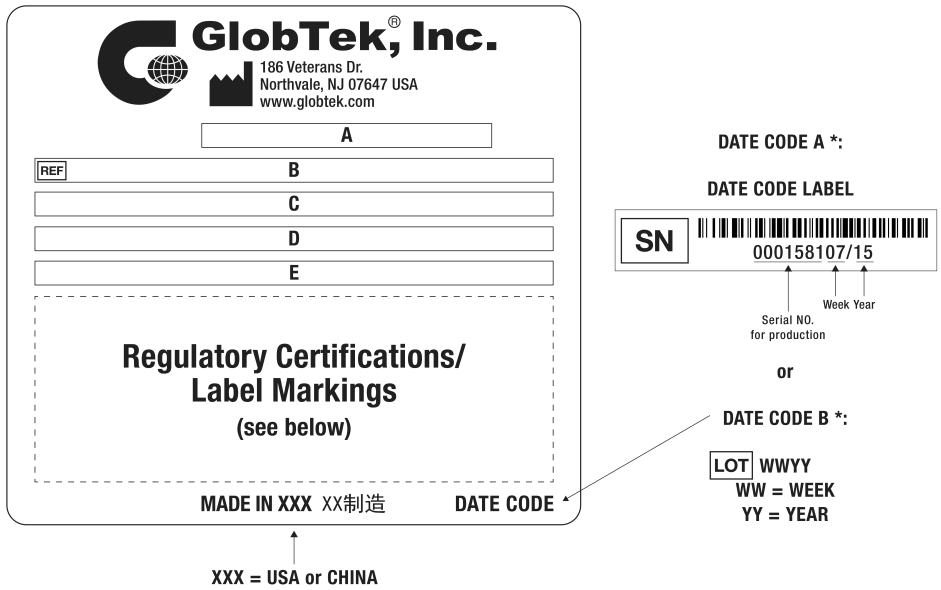 GlobTek,® Inc.
186 Veterans Dr.
Northvale, NJ 07647 USA
www.globtek.com
A
REF B
C
D
E
Regulatory Certifications/
Label Markings
(see below)
MADE IN XXX XX制造 DATE CODE
XXX = USA or CHINA
DATE CODE A *:
DATE CODE LABEL
SN
00015810​7/15
Week Year
Serial NO.
for production
or
DATE CODE B *:
LOT WWYY
WW = WEEK
YY = YEAR